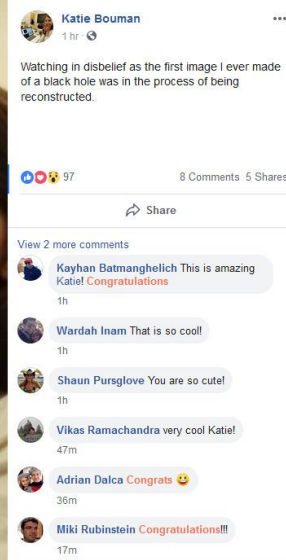 Katie Bouman
1 hr ·
Watching in disbelief as the first image I ever made
of a black hole was in the process of being
reconstructed.
97
8 Comments 5 Shares
Share
View 2 more comments
Kayhan Batmanghelich This is amazing
Katie! Congratulations
1h
Wardah Inam That is so cool!
1h
Shaun Pursglove You are so cute!
1h
Vikas Ramachandra very cool Katie!
47m
Adrian Dalca Congrats 😀
36m
Miki Rubinstein Congratulations!!!
17m